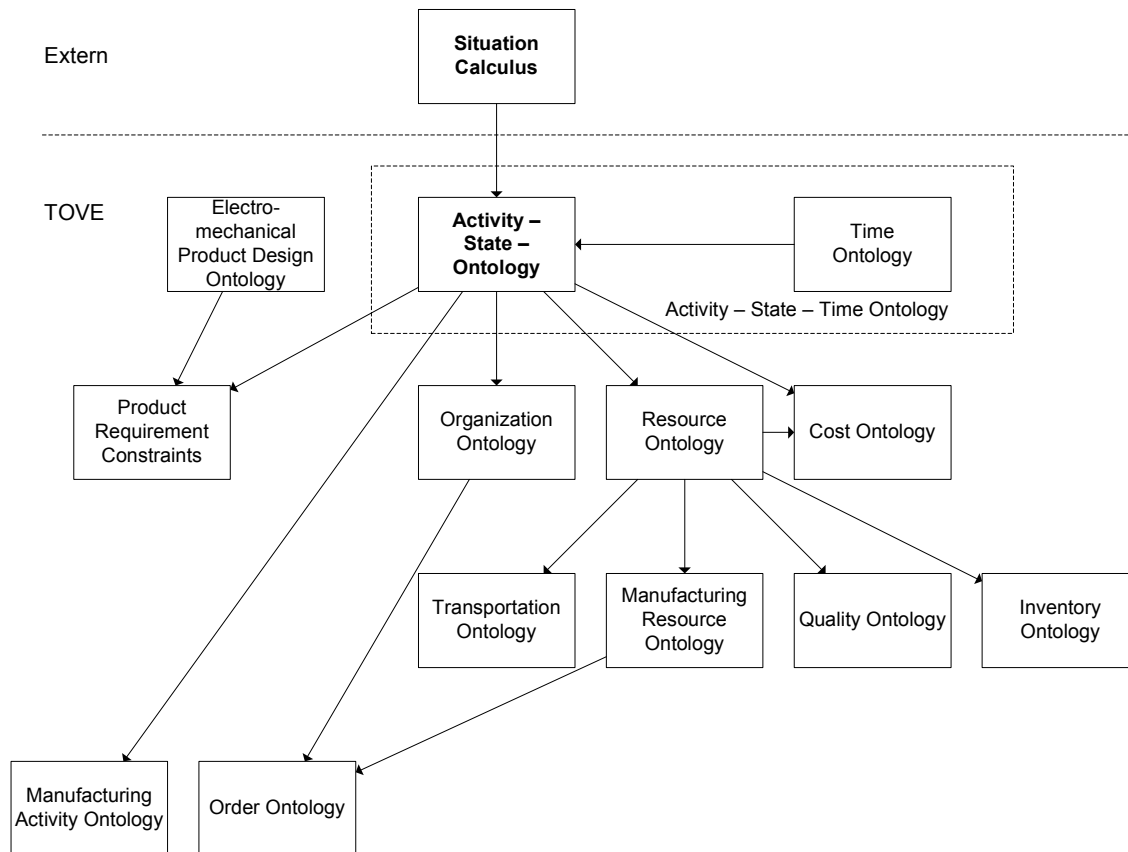 Extern
Situation
Calculus
TOVE
Electro-
mechanical
Product Design
Ontology
Activity –
State –
Ontology
Time
Ontology
Activity – State – Time Ontology
Product
Requirement
Constraints
Organization
Ontology
Resource
Ontology
Cost Ontology
Transportation
Ontology
Manufacturing
Resource
Ontology
Quality Ontology
Inventory
Ontology
Manufacturing
Activity Ontology
Order Ontology